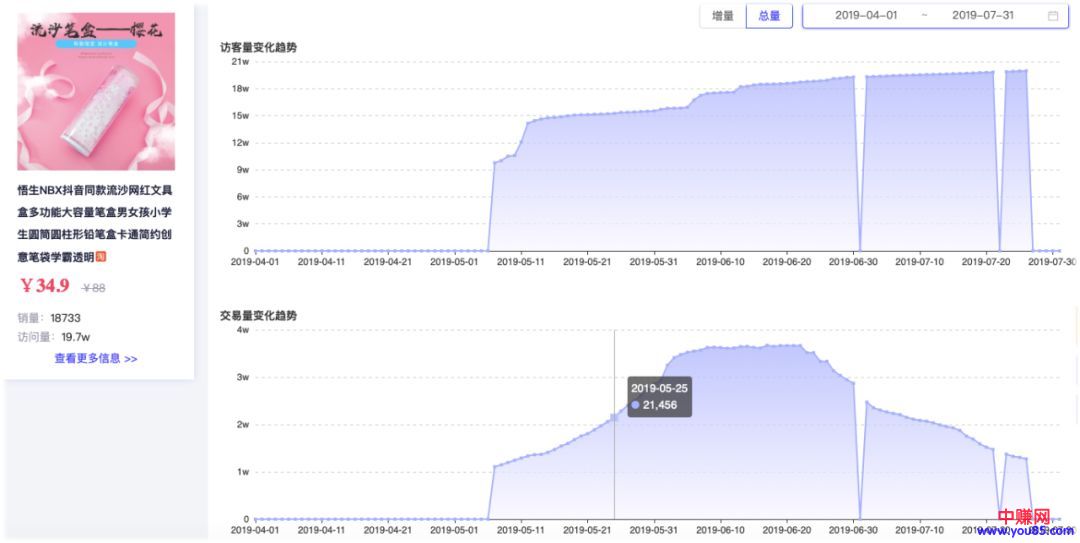 流沙笔盒——樱花
悟生NBX抖音同款流沙网红文具
盒多功能大容量笔盒男女孩小学
生圆筒圆柱形铅笔盒卡通简约创
意笔袋学霸透明 淘
￥34.9 ￥88
销量: 18733
访问量: 19.7w
查看更多信息 >>
增量 总量 2019-04-01 ~ 2019-07-31
访客量变化趋势
21w
18w
15w
12w
9w
6w
3w
0
2019-04-01 2019-04-11 2019-04-21 2019-05-01 2019-05-11 2019-05-21 2019-05-31 2019-06-10 2019-06-20 2019-06-30 2019-07-10 2019-07-20 2019-07-30
交易量变化趋势
4w
3w
2019-05-25
21,456
2w
1w
0
2019-04-01 2019-04-11 2019-04-21 2019-05-01 2019-05-11 2019-05-21 2019-05-31 2019-06-10 2019-06-20 2019-06-30 2019-07-10 2019-07-20 2019-07-30
中赚网
www.you85.com